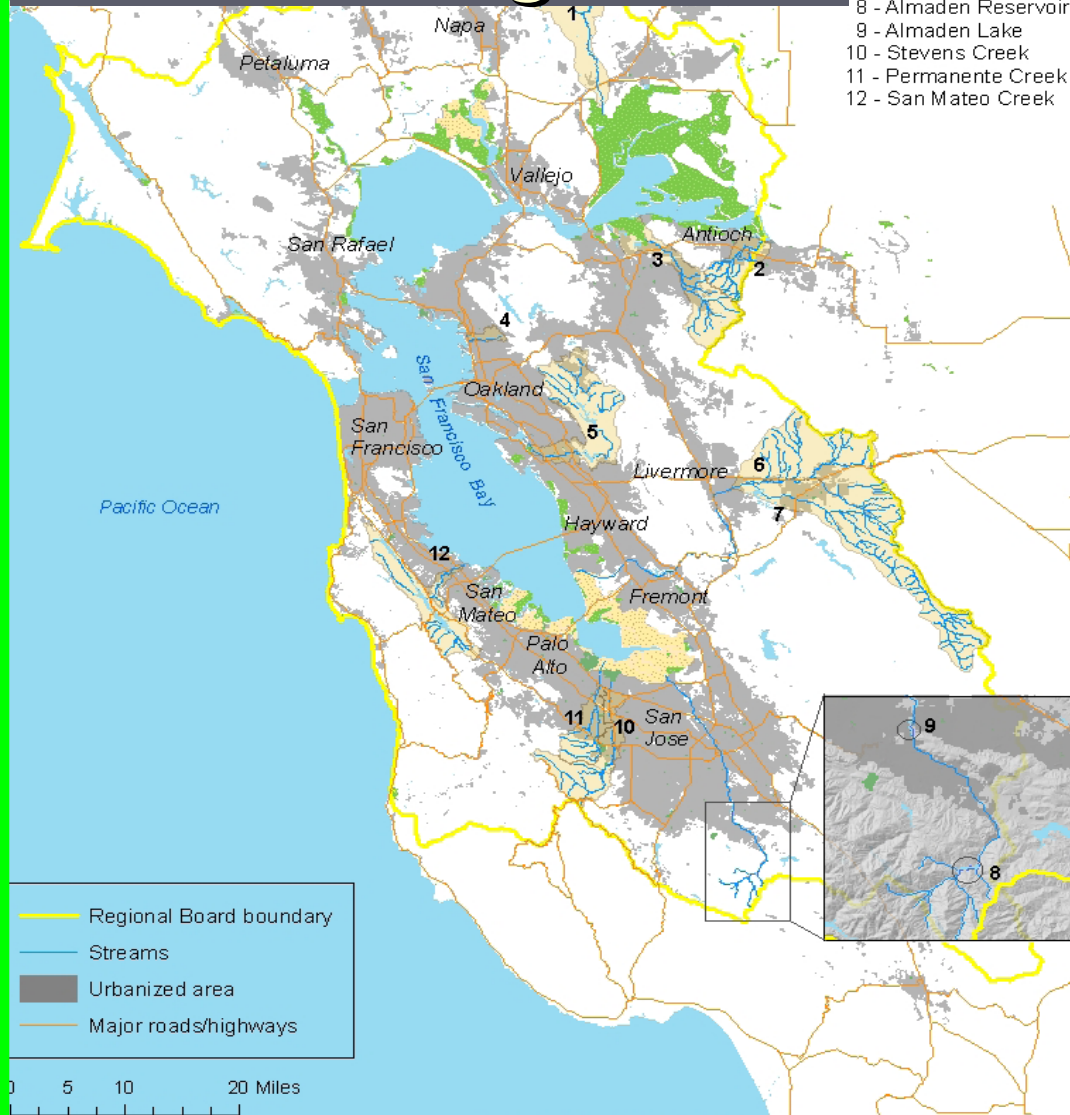 8 - Almaden Reservoir
9 - Almaden Lake
10 - Stevens Creek
11 - Permanente Creek
12 - San Mateo Creek
1
Napa
Petaluma
Vallejo
San Rafael
Antioch
3
2
4
San Francisco Bay
Oakland
San
Francisco
5
6
Livermore
Pacific Ocean
7
Hayward
12
San
Mateo
Fremont
Palo
Alto
11
10
San
Jose
9
8
Regional Board boundary
Streams
Urbanized area
Major roads/highways
0 5 10 20 Miles